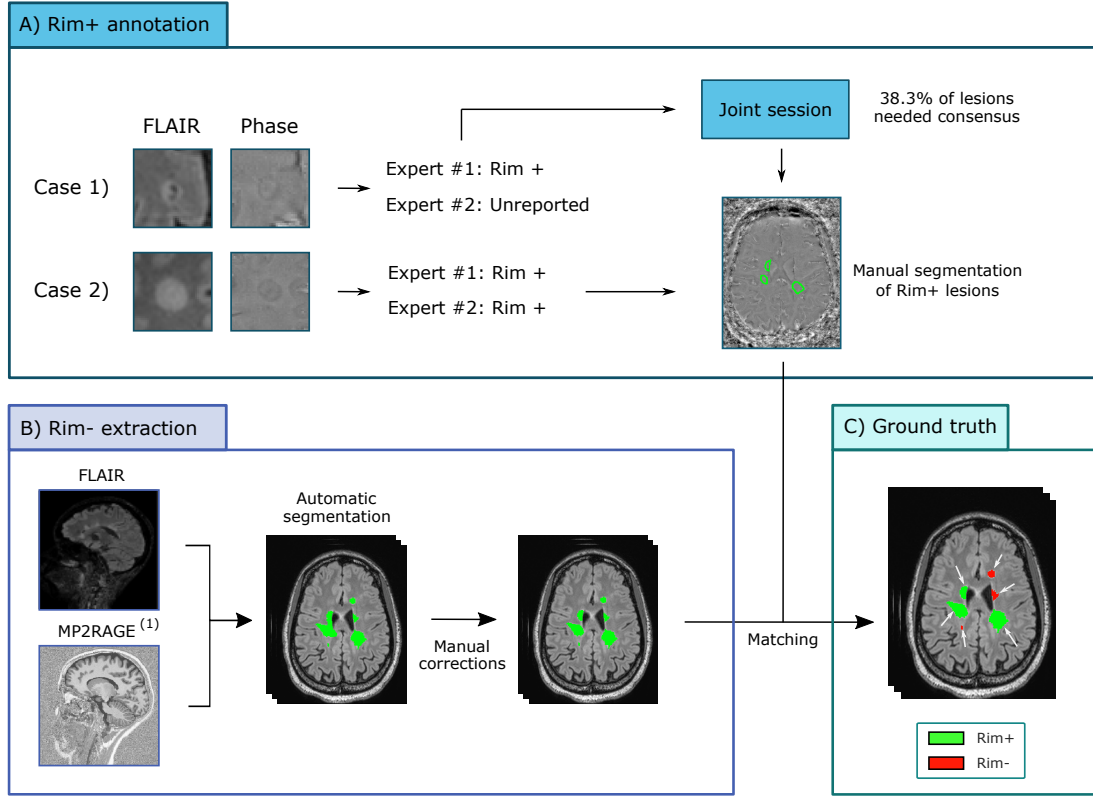 A) Rim+ annotation
FLAIR
Phase
Case 1)
Case 2)
Expert #1: Rim +
Expert #2: Unreported
Expert #1: Rim +
Expert #2: Rim +
Joint session
38.3% of lesions
needed consensus
Manual segmentation
of Rim+ lesions
B) Rim- extraction
FLAIR
MP2RAGE (1)
Automatic
segmentation
Manual
corrections
Matching
C) Ground truth
Rim+
Rim-